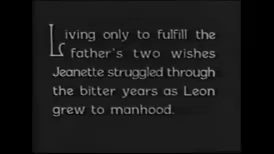 Living only to fulfill the
father's two wishes
Jeanette struggled through
the bitter years as Leon
grew to manhood.